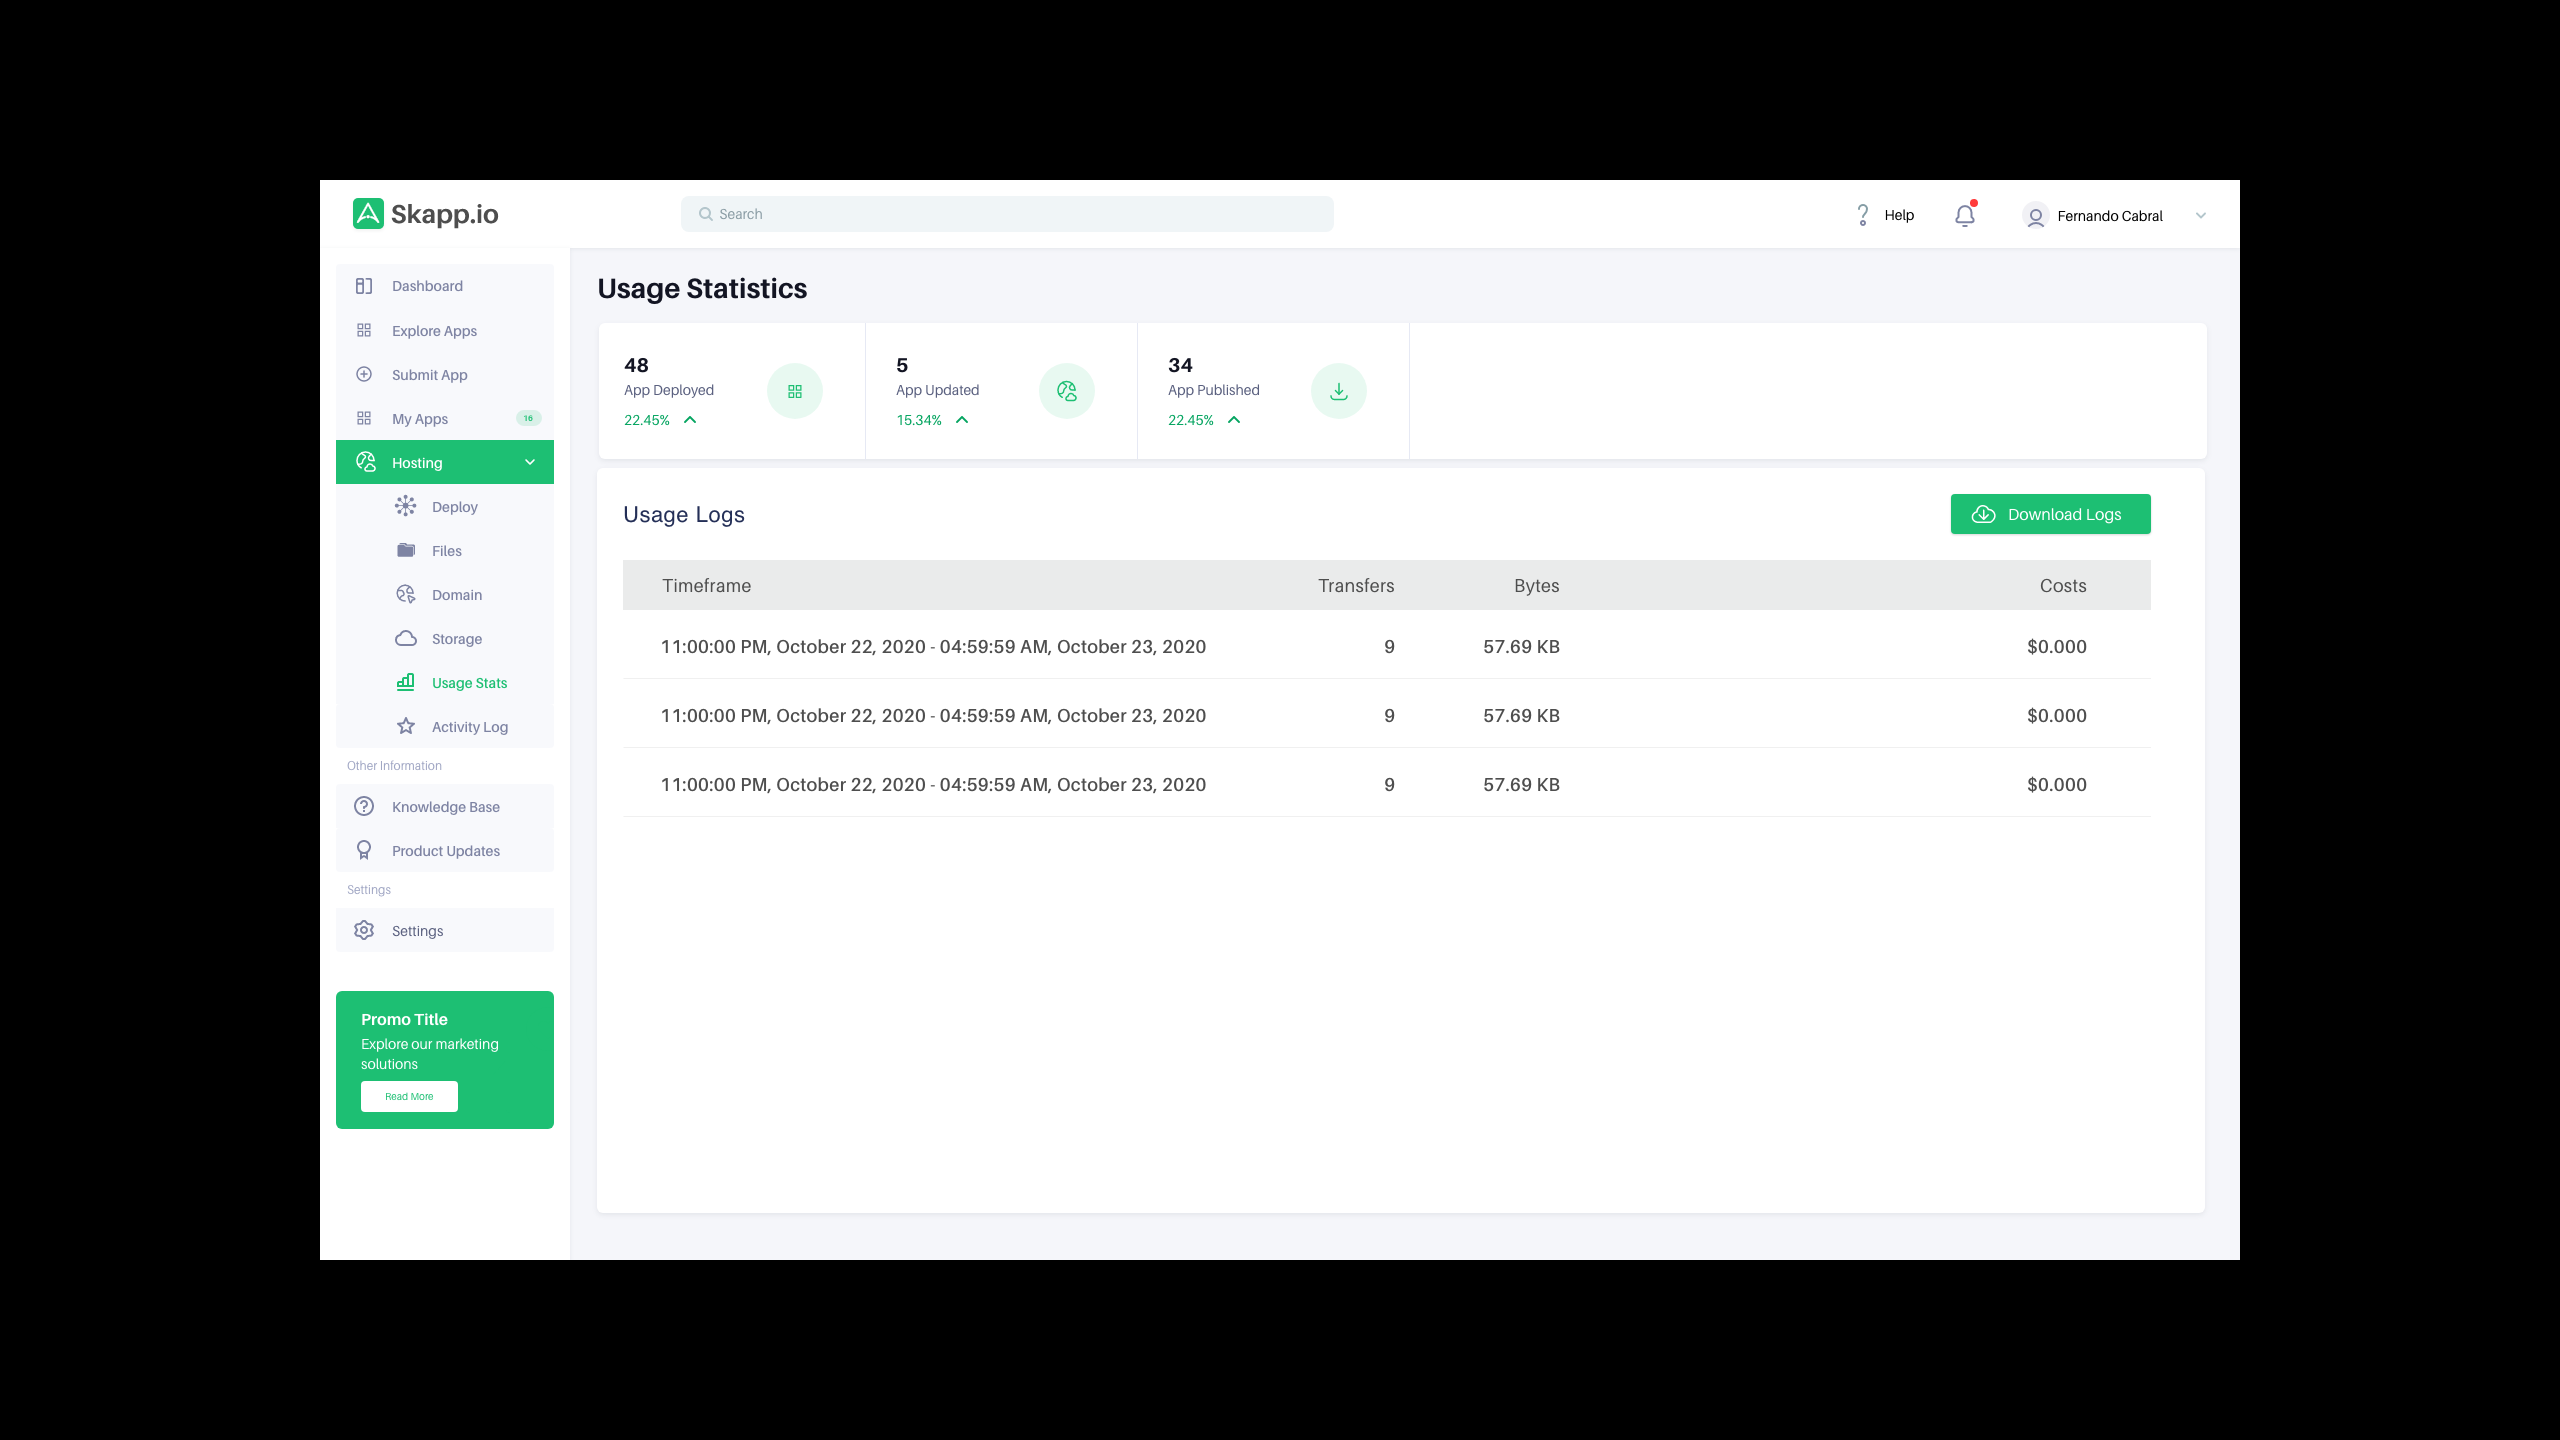 Skapp.io
Search
Help
Fernando Cabral
Dashboard
Explore Apps
Submit App
My Apps 16
Hosting
Deploy
Files
Domain
Storage
Usage Stats
Activity Log
Other Information
Knowledge Base
Product Updates
Settings
Settings
Promo Title
Explore our marketing
solutions
Read More
Usage Statistics
48
App Deployed
22.45%
5
App Updated
15.34%
34
App Published
22.45%
Usage Logs
Download Logs
Timeframe Transfers Bytes Costs
11:00:00 PM, October 22, 2020 - 04:59:59 AM, October 23, 2020 9 57.69 KB $0.000
11:00:00 PM, October 22, 2020 - 04:59:59 AM, October 23, 2020 9 57.69 KB $0.000
11:00:00 PM, October 22, 2020 - 04:59:59 AM, October 23, 2020 9 57.69 KB $0.000